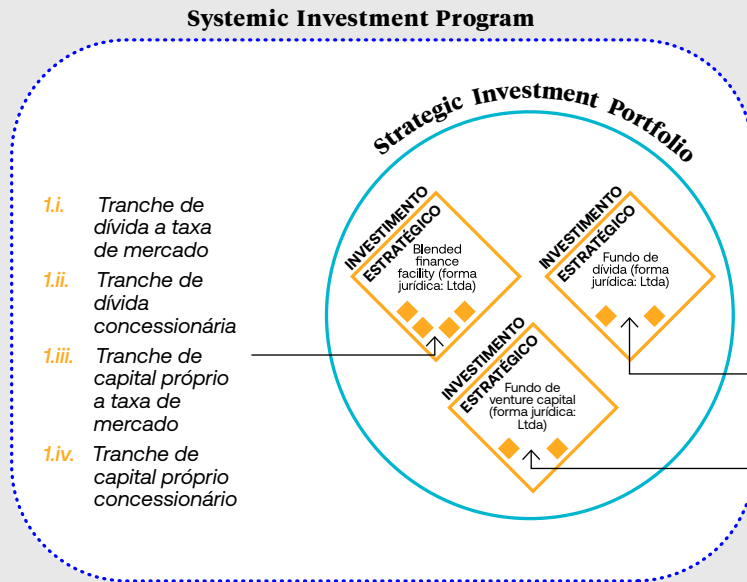 Systemic Investment Program
Strategic Investment Portfolio
1.i. Tranche de
dívida a taxa
de mercado
1.ii. Tranche de
dívida
concessionária
1.iii. Tranche de
capital próprio
a taxa de
mercado
1.iv. Tranche de
capital próprio
concessionário
INVESTIMENTO
ESTRATÉGICO
Blended
finance
facility (forma
jurídica: Ltda)
INVESTIMENTO
ESTRATÉGICO
Fundo de
dívida (forma
jurídica: Ltda)
INVESTIMENTO
ESTRATÉGICO
Fundo de
venture capital
(forma jurídica:
Ltda)